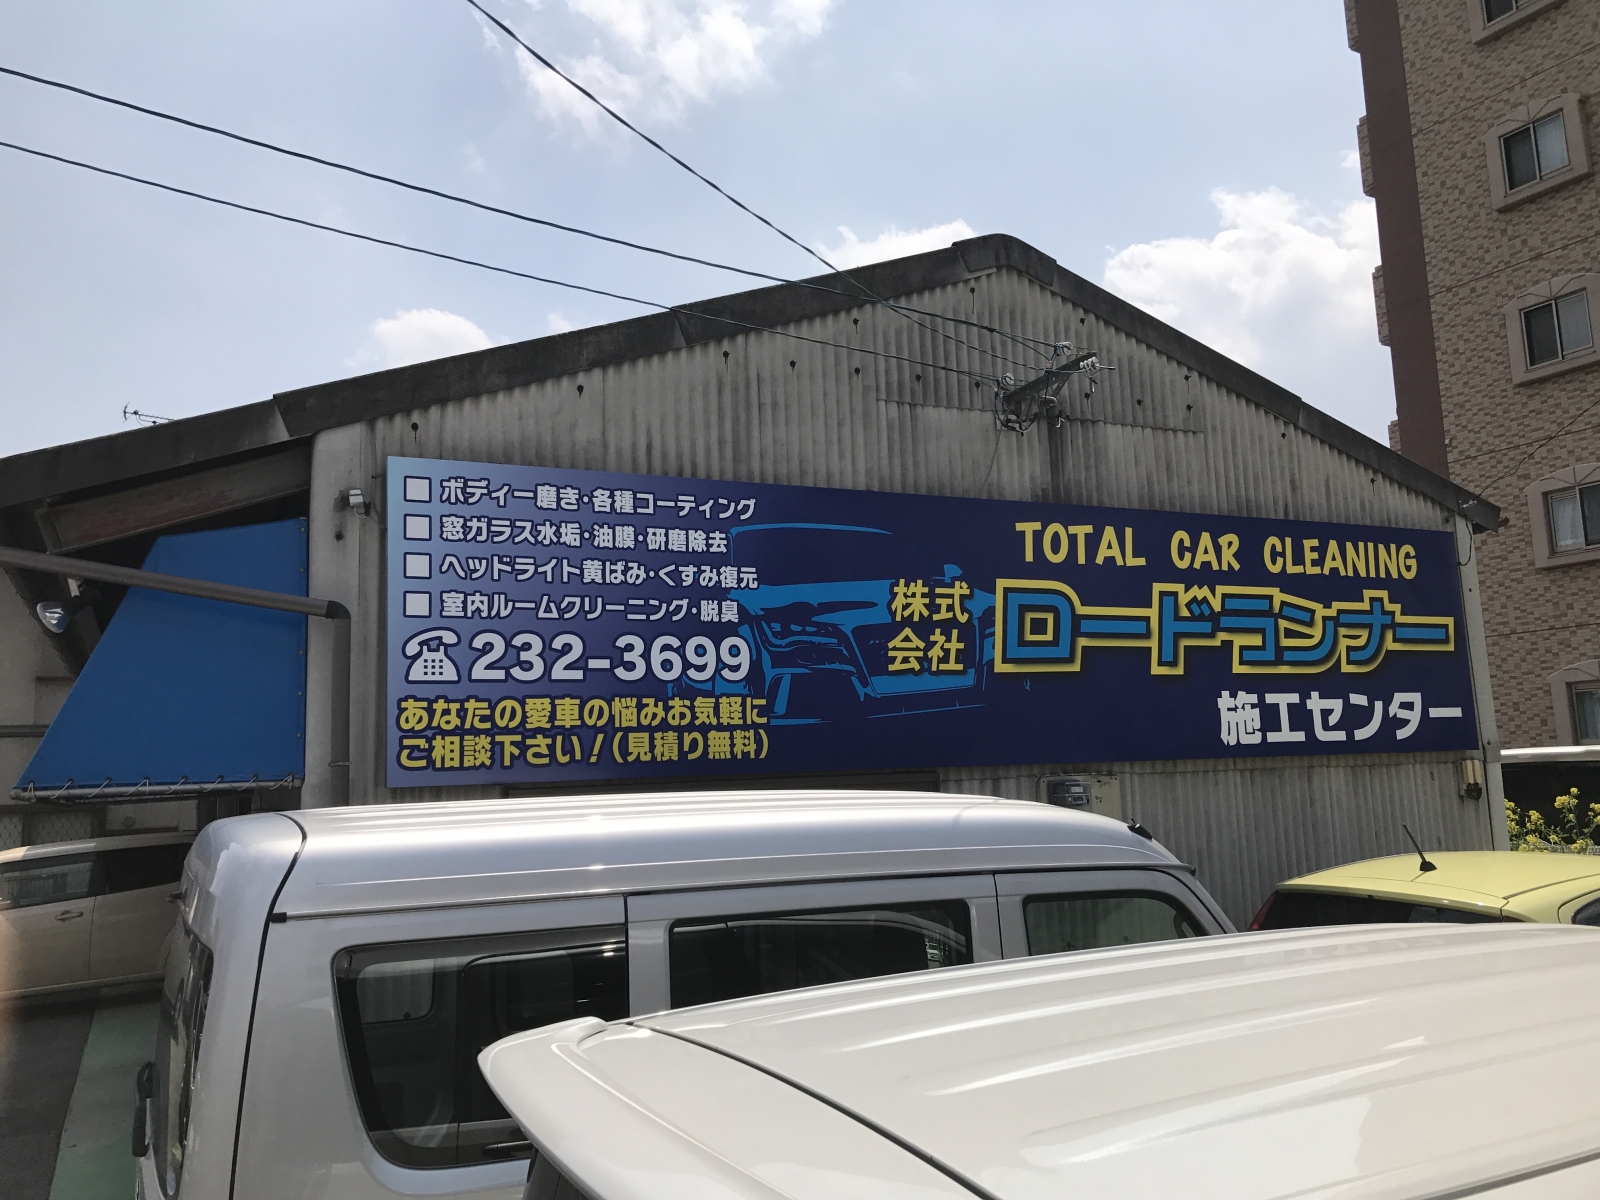 ■ ボディー磨き・各種コーティング
■ 窓ガラス水垢・油膜・研磨除去
■ ヘッドライト黄ばみ・くすみ復元
■ 室内ルームクリーニング・脱臭
☎232-3699
あなたの愛車の悩みお気軽に
ご相談下さい！(見積り無料)
TOTAL CAR CLEANING
株式会社 ロードランナー
施工センター